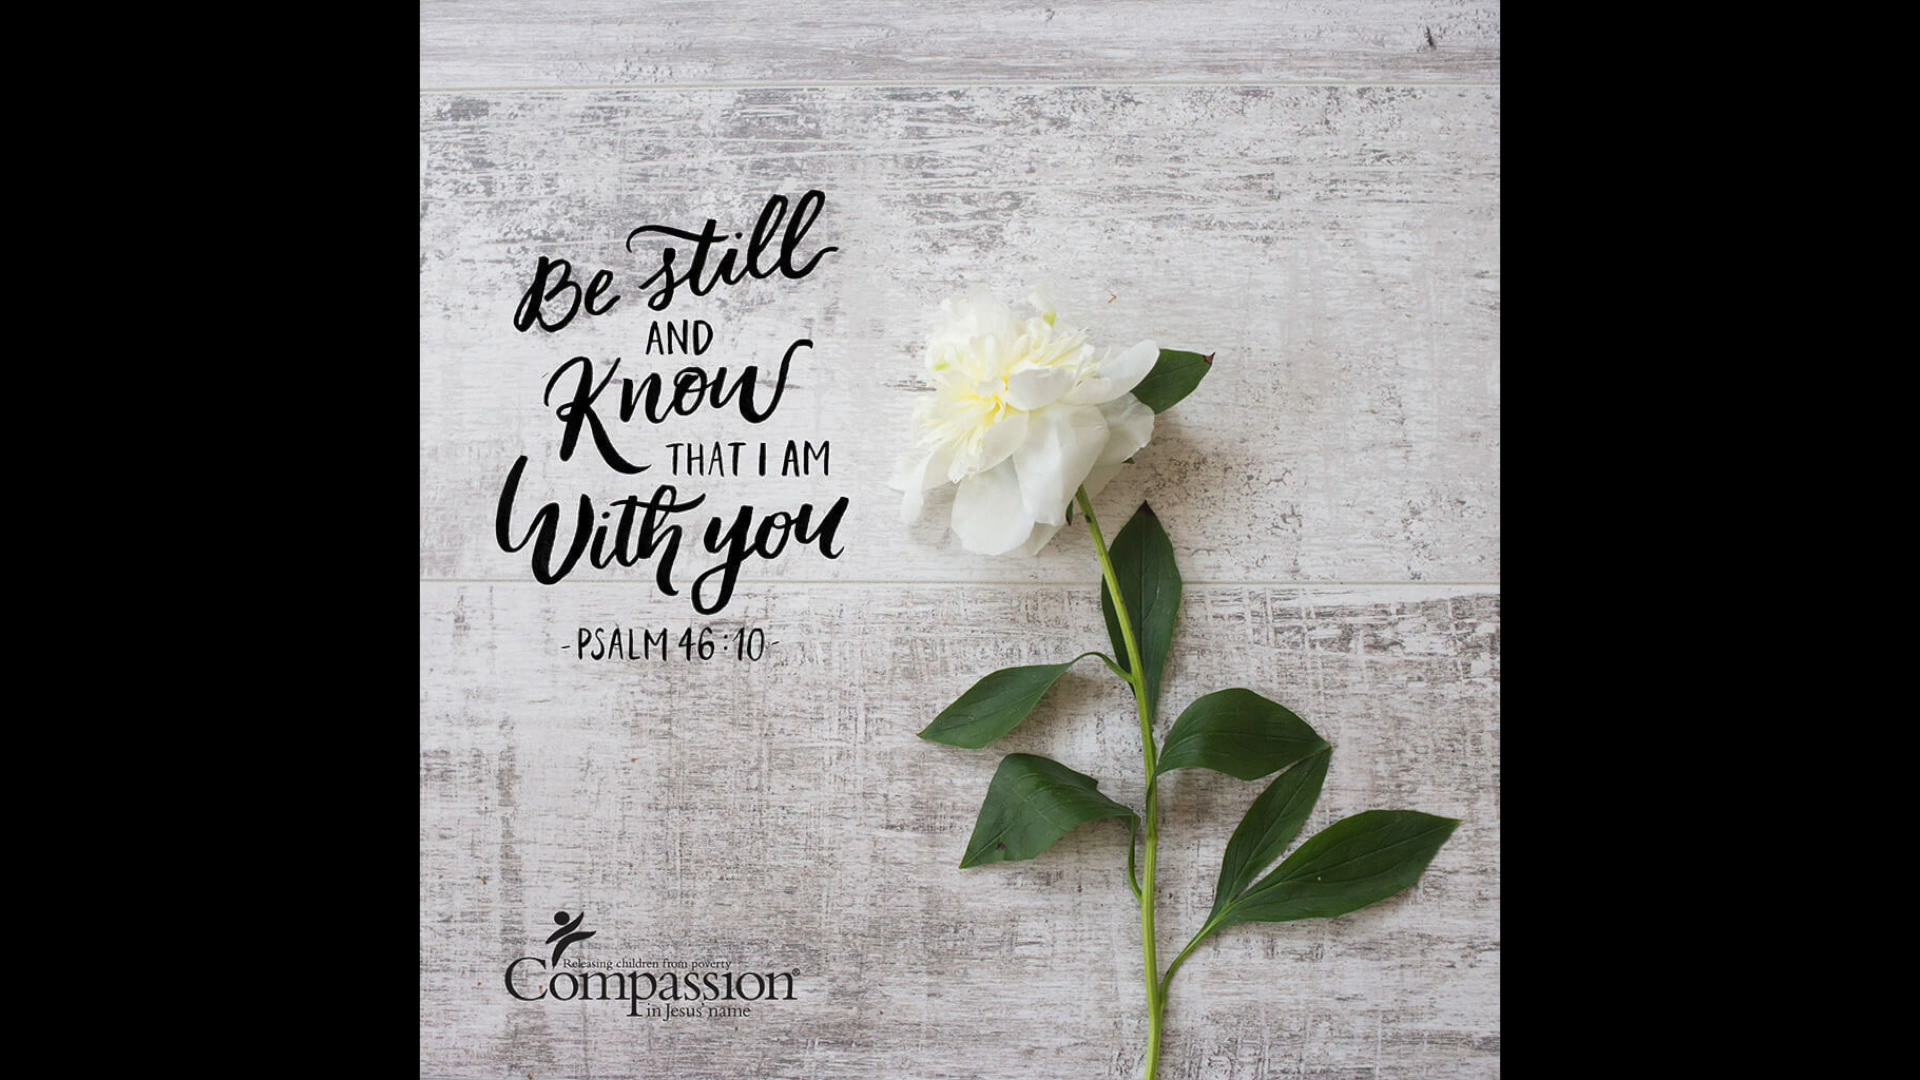 Be still
AND
Know
THAT I AM
With you
-PSALM 46:10-
Releasing children from poverty
Compassion®
in Jesus' name